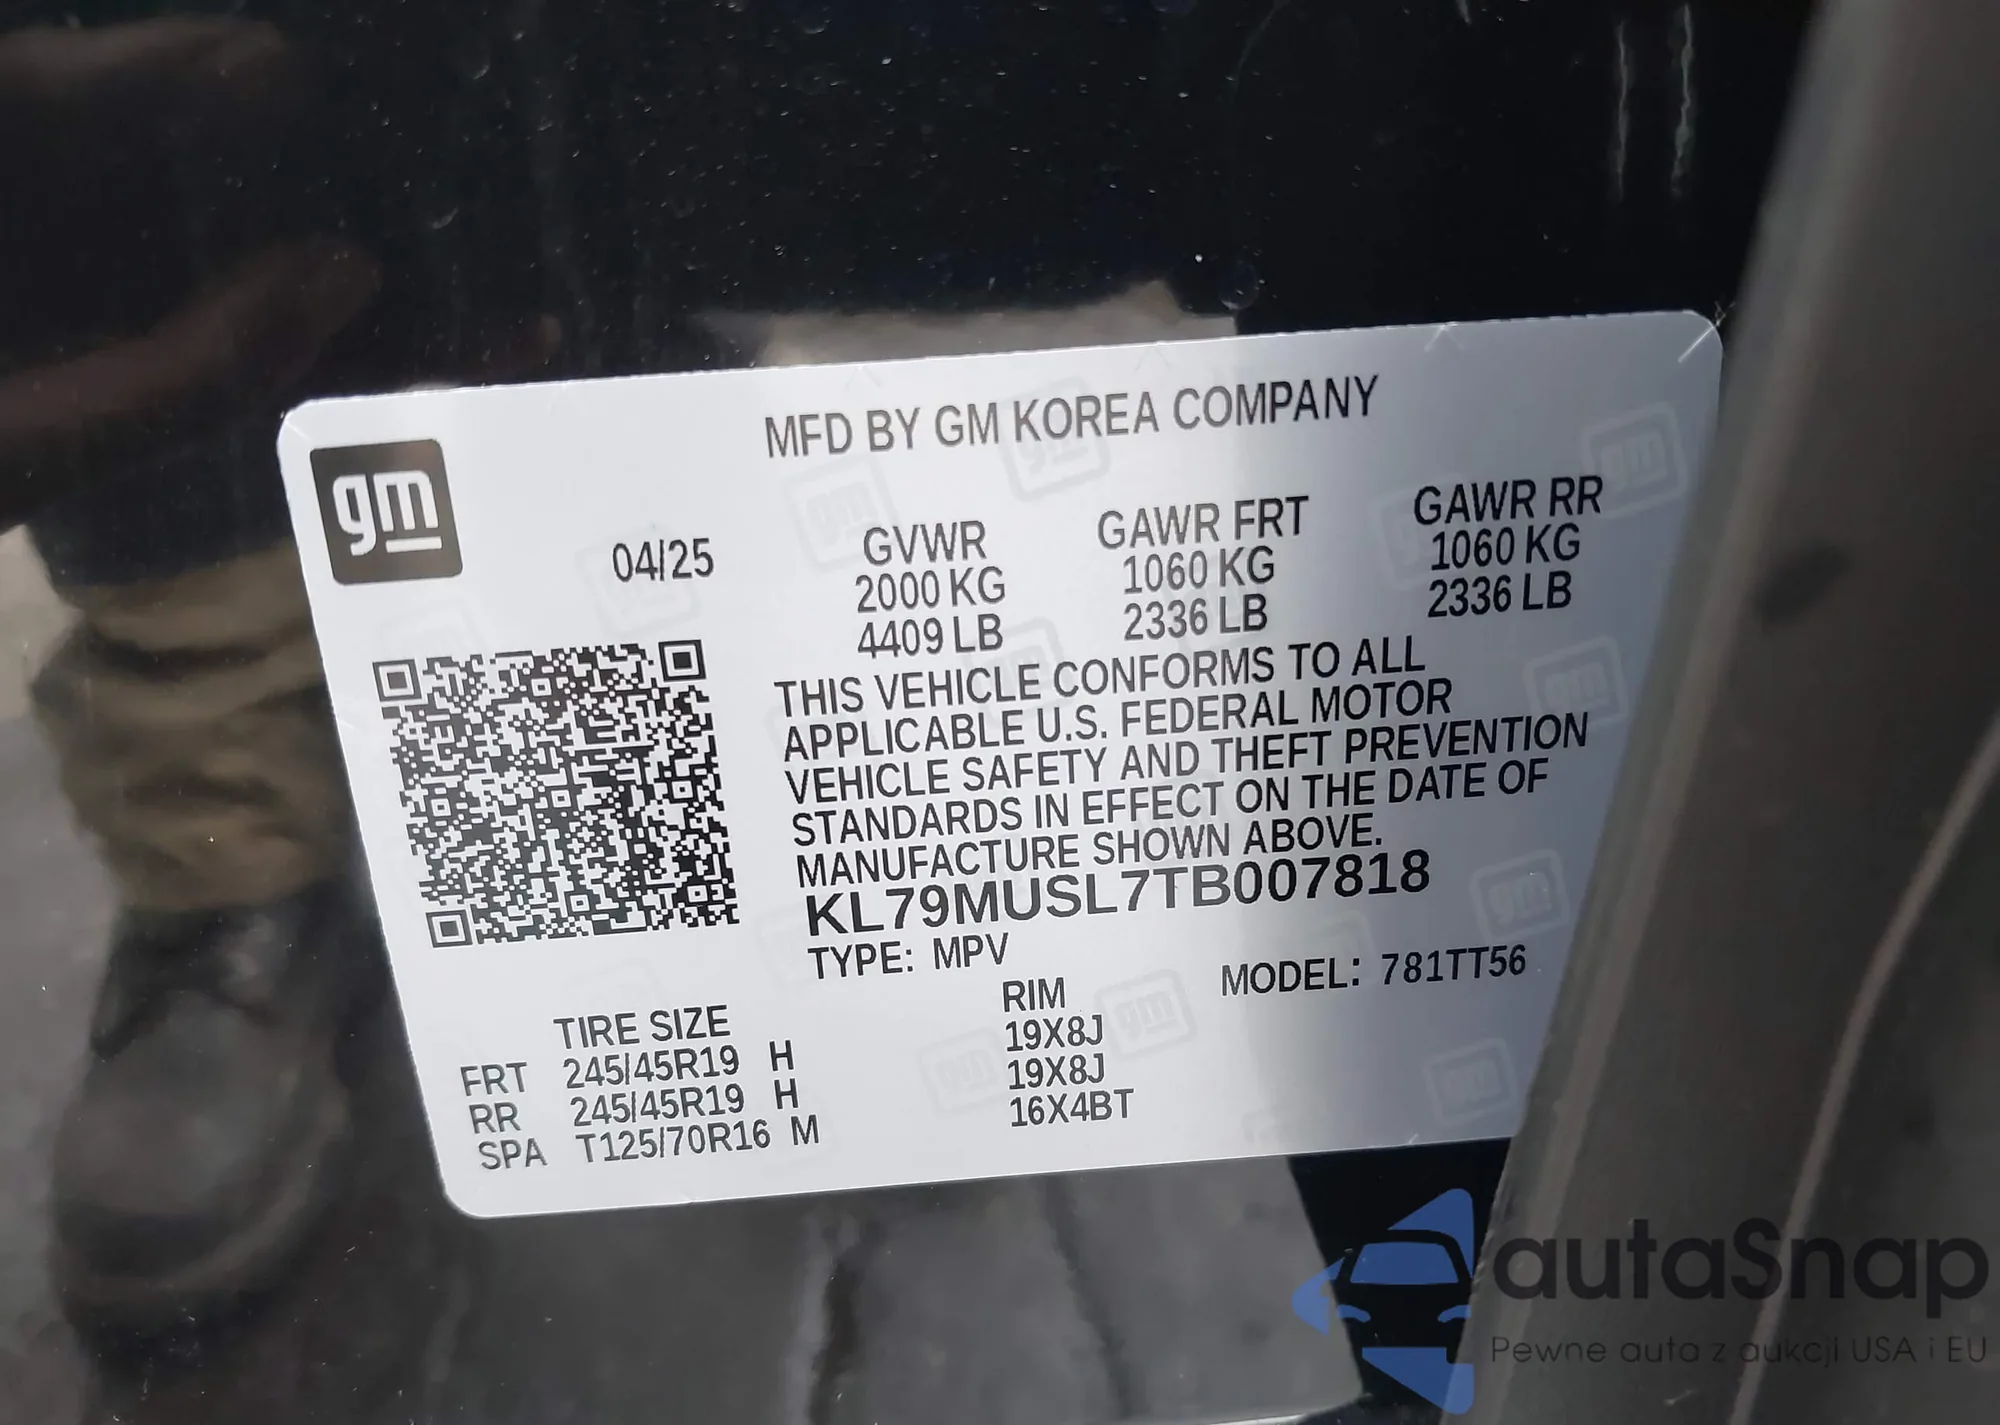 MFD BY GM KOREA COMPANY
gm
04/25
GVWR GAWR FRT GAWR RR
2000 KG 1060 KG 1060 KG
4409 LB 2336 LB 2336 LB
THIS VEHICLE CONFORMS TO ALL
APPLICABLE U.S. FEDERAL MOTOR
VEHICLE SAFETY AND THEFT PREVENTION
STANDARDS IN EFFECT ON THE DATE OF
MANUFACTURE SHOWN ABOVE.
KL79MUSL7TB007818
TYPE: MPV MODEL: 781TT56
TIRE SIZE RIM
FRT 245/45R19 H 19X8J
RR 245/45R19 H 19X8J
SPA T125/70R16 M 16X4BT
autaSnap
Pewne auta z aukcji USA i EU